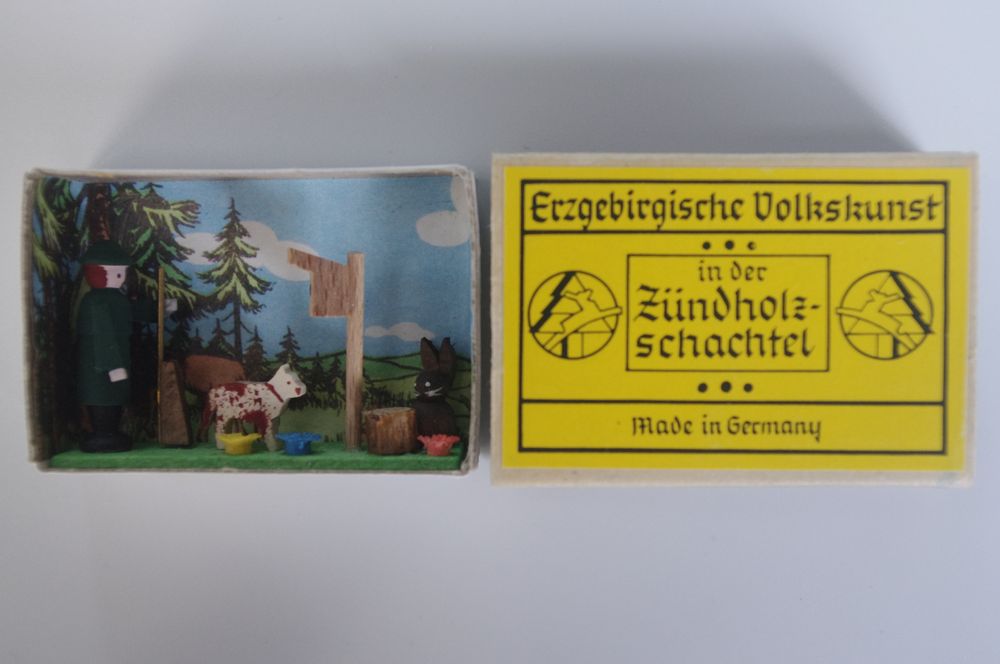 Erzgebirgische Volkskunst
in der
Zündholz-
schachtel
Made in Germany